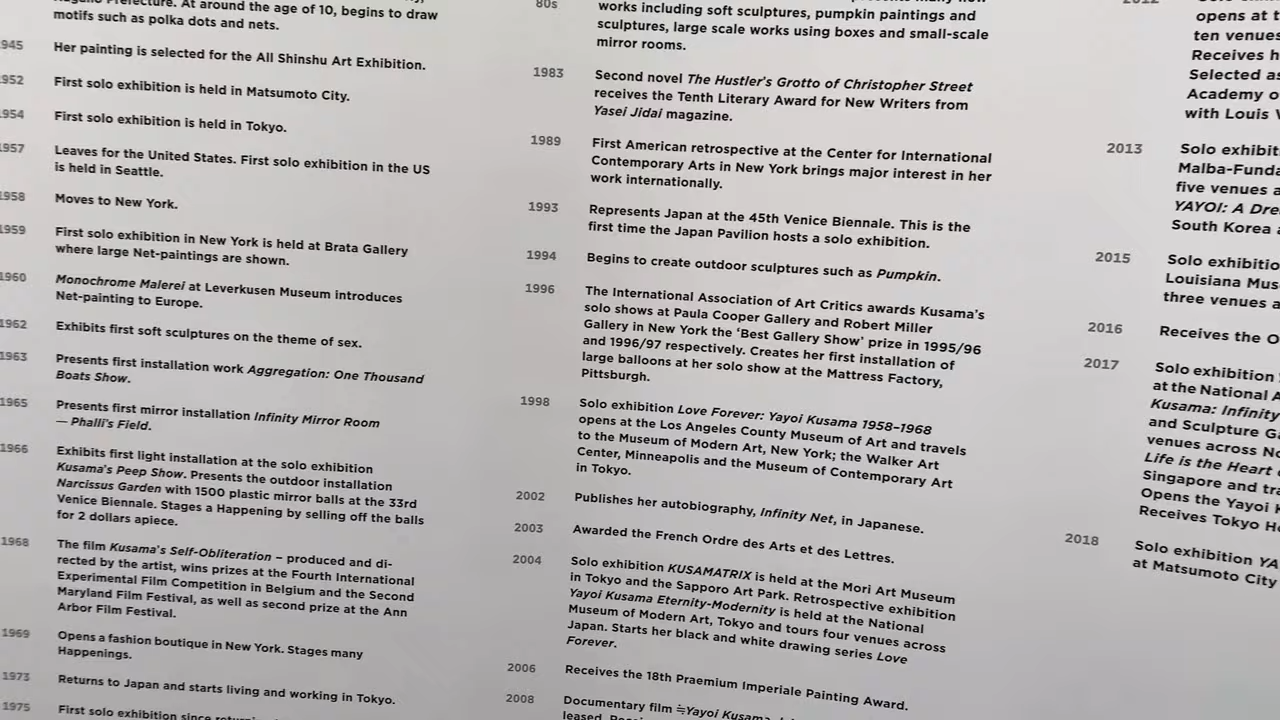 Prefecture. At around the age of 10, begins to draw
motifs such as polka dots and nets.
1945 Her painting is selected for the All Shinshu Art Exhibition.
1952 First solo exhibition is held in Matsumoto City.
1954 First solo exhibition is held in Tokyo.
1957 Leaves for the United States. First solo exhibition in the US
is held in Seattle.
1958 Moves to New York.
1959 First solo exhibition in New York is held at Brata Gallery
where large Net-paintings are shown.
1960 Monochrome Malerei at Leverkusen Museum introduces
Net-painting to Europe.
1962 Exhibits first soft sculptures on the theme of sex.
1963 Presents first installation work Aggregation: One Thousand
Boats Show.
1965 Presents first mirror installation Infinity Mirror Room
— Phalli's Field.
1966 Exhibits first light installation at the solo exhibition
Kusama's Peep Show. Presents the outdoor installation
Narcissus Garden with 1500 plastic mirror balls at the 33rd
Venice Biennale. Stages a Happening by selling off the balls
for 2 dollars apiece.
1968 The film Kusama's Self-Obliteration – produced and di-
rected by the artist, wins prizes at the Fourth International
Experimental Film Competition in Belgium and the Second
Maryland Film Festival, as well as second prize at the Ann
Arbor Film Festival.
1969 Opens a fashion boutique in New York. Stages many
Happenings.
1973 Returns to Japan and starts living and working in Tokyo.
1975 First solo exhibition since
80s works including soft sculptures, pumpkin paintings and
sculptures, large scale works using boxes and small-scale
mirror rooms.
1983 Second novel The Hustler's Grotto of Christopher Street
receives the Tenth Literary Award for New Writers from
Yasei Jidai magazine.
1989 First American retrospective at the Center for International
Contemporary Arts in New York brings major interest in her
work internationally.
1993 Represents Japan at the 45th Venice Biennale. This is the
first time the Japan Pavilion hosts a solo exhibition.
1994 Begins to create outdoor sculptures such as Pumpkin.
1996 The International Association of Art Critics awards Kusama's
solo shows at Paula Cooper Gallery and Robert Miller
Gallery in New York the 'Best Gallery Show' prize in 1995/96
and 1996/97 respectively. Creates her first installation of
large balloons at her solo show at the Mattress Factory,
Pittsburgh.
1998 Solo exhibition Love Forever: Yayoi Kusama 1958–1968
opens at the Los Angeles County Museum of Art and travels
to the Museum of Modern Art, New York; the Walker Art
Center, Minneapolis and the Museum of Contemporary Art
in Tokyo.
2002 Publishes her autobiography, Infinity Net, in Japanese.
2003 Awarded the French Ordre des Arts et des Lettres.
2004 Solo exhibition KUSAMATRIX is held at the Mori Art Museum
in Tokyo and the Sapporo Art Park. Retrospective exhibition
Yayoi Kusama Eternity-Modernity is held at the National
Museum of Modern Art, Tokyo and tours four venues across
Japan. Starts her black and white drawing series Love
Forever.
2006 Receives the 18th Praemium Imperiale Painting Award.
2008 Documentary film ≒Yayoi Kusama
leased.
2012
opens at
ten venues
Receives
Selected as
Academy
with Louis
2013 Solo
Malba-
five venues
YAYOI: A
South Korea
2015 Solo
Louisiana
three venues
2016 Receives the
2017 Solo exhibition
at the National
Kusama: Infinity
and Sculpture
venues across
Life is the Heart
Singapore and
Opens the Yayoi
Receives Tokyo
2018 Solo exhibition
at Matsumoto City